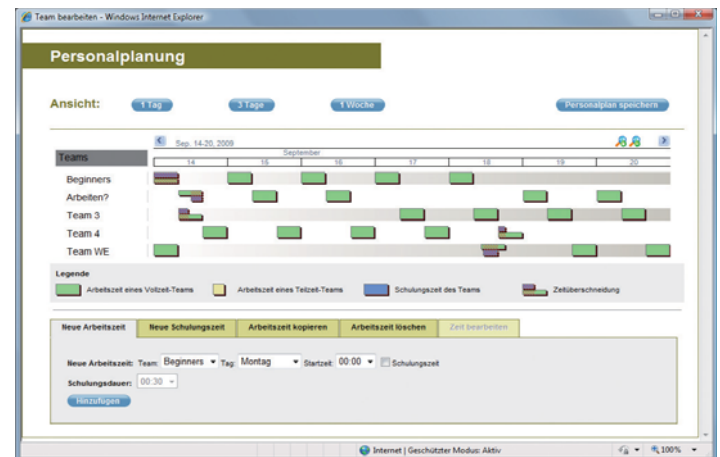 Team bearbeiten - Windows Internet Explorer
Personalplanung
Ansicht: 1 Tag 3 Tage 1 Woche Personalplan speichern
Sep. 14-20, 2009
Teams September
14 15 16 17 18 19 20
Beginners
Arbeiten?
Team 3
Team 4
Team WE
Legende
Arbeitszeit eines Vollzeit-Teams Arbeitszeit eines Teilzeit-Teams Schulungszeit des Teams Zeitüberschneidung
Neue Arbeitszeit Neue Schulungszeit Arbeitszeit kopieren Arbeitszeit löschen Zeit bearbeiten
Neue Arbeitszeit: Team: Beginners Tag: Montag Startzeit: 00:00 Schulungszeit
Schulungsdauer: 00:30
Hinzufügen
Internet | Geschützter Modus: Aktiv 100%